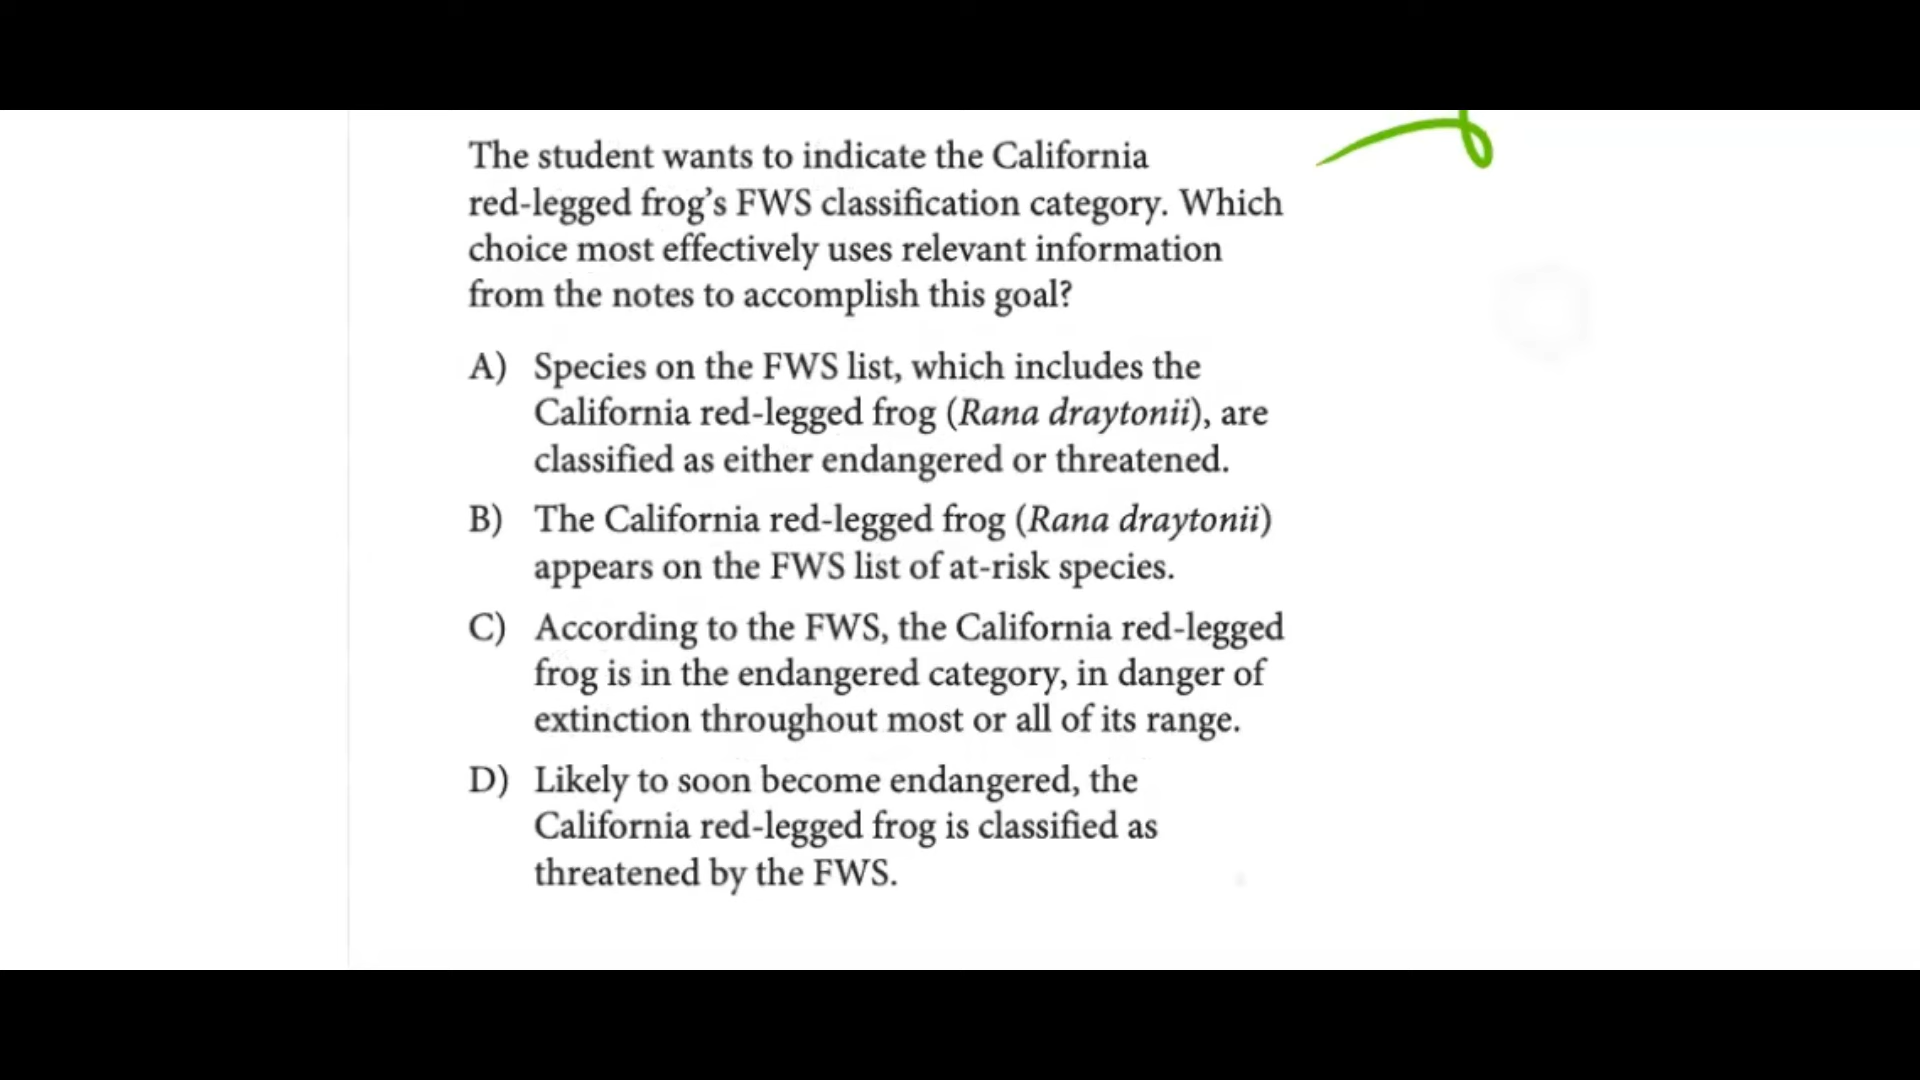 The student wants to indicate the California
red-legged frog's FWS classification category. Which
choice most effectively uses relevant information
from the notes to accomplish this goal?
A) Species on the FWS list, which includes the
California red-legged frog (Rana draytonii), are
classified as either endangered or threatened.
B) The California red-legged frog (Rana draytonii)
appears on the FWS list of at-risk species.
C) According to the FWS, the California red-legged
frog is in the endangered category, in danger of
extinction throughout most or all of its range.
D) Likely to soon become endangered, the
California red-legged frog is classified as
threatened by the FWS.